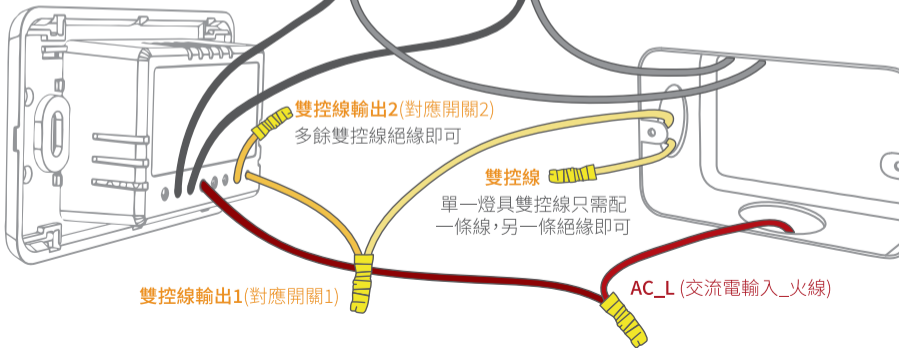 雙控線輸出2(對應開關2)
多餘雙控線絕緣即可
雙控線
單一燈具雙控線只需配
一條線,另一條絕緣即可
雙控線輸出1(對應開關1)
AC_L (交流電輸入_火線)